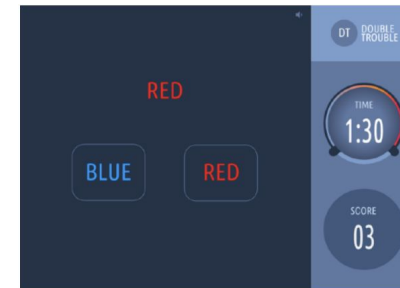 DT
DOUBLE
TROUBLE
RED
BLUE RED
TIME
1:30
SCORE
03